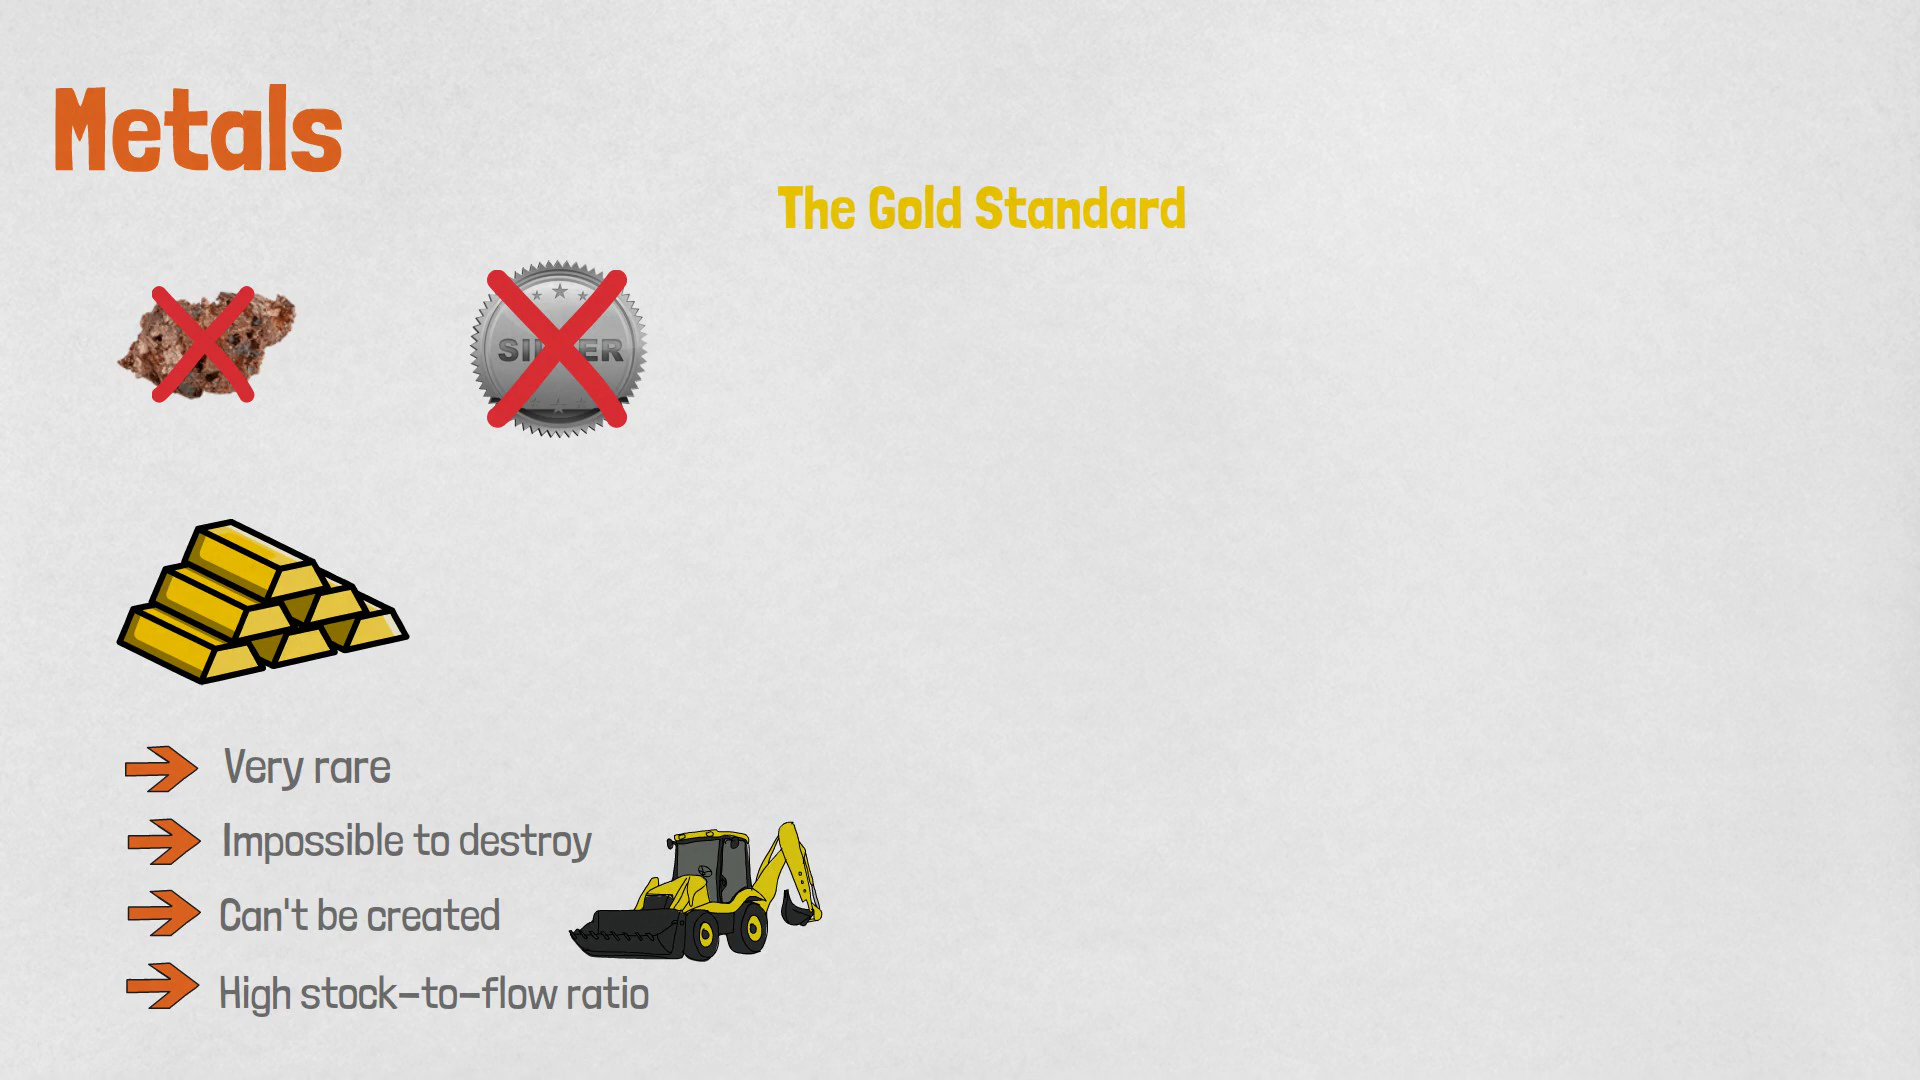 Metals
The Gold Standard
Very rare
Impossible to destroy
Can't be created
High stock-to-flow ratio